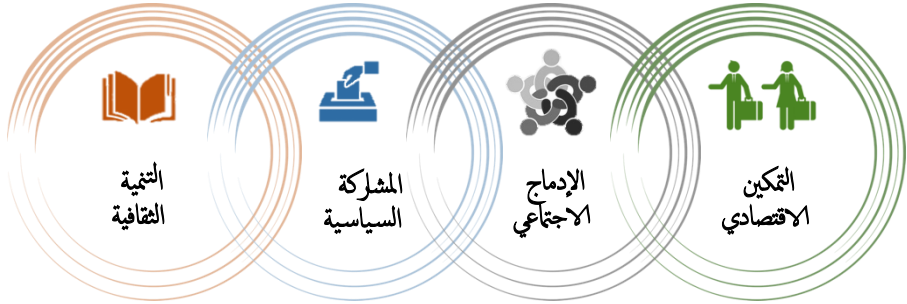 التمكين
الاقتصادي
الإدماج
الاجتماعي
المشاركة
السياسية
التنمية
الثقافية